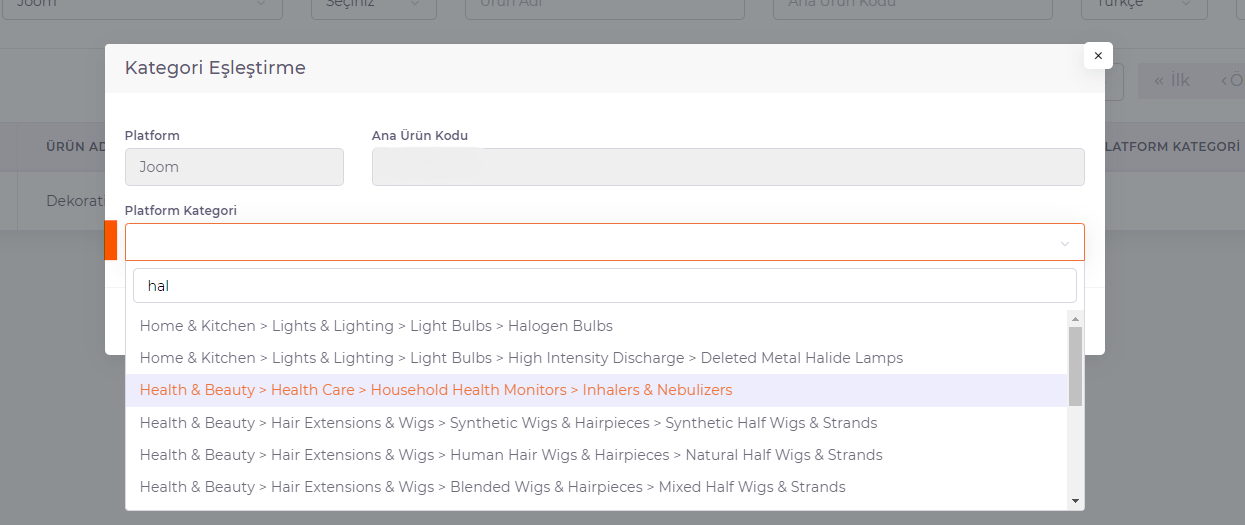 Joom Seçiniz Ürün Adı Ana Ürün Kodu Türkçe
Kategori Eşleştirme ×
« İlk ‹ Ö
Platform Ana Ürün Kodu
ÜRÜN AD LATFORM KATEGORİ
Joom
Dekorati
Platform Kategori
hal
Home & Kitchen > Lights & Lighting > Light Bulbs > Halogen Bulbs
Home & Kitchen > Lights & Lighting > Light Bulbs > High Intensity Discharge > Deleted Metal Halide Lamps
Health & Beauty > Health Care > Household Health Monitors > Inhalers & Nebulizers
Health & Beauty > Hair Extensions & Wigs > Synthetic Wigs & Hairpieces > Synthetic Half Wigs & Strands
Health & Beauty > Hair Extensions & Wigs > Human Hair Wigs & Hairpieces > Natural Half Wigs & Strands
Health & Beauty > Hair Extensions & Wigs > Blended Wigs & Hairpieces > Mixed Half Wigs & Strands